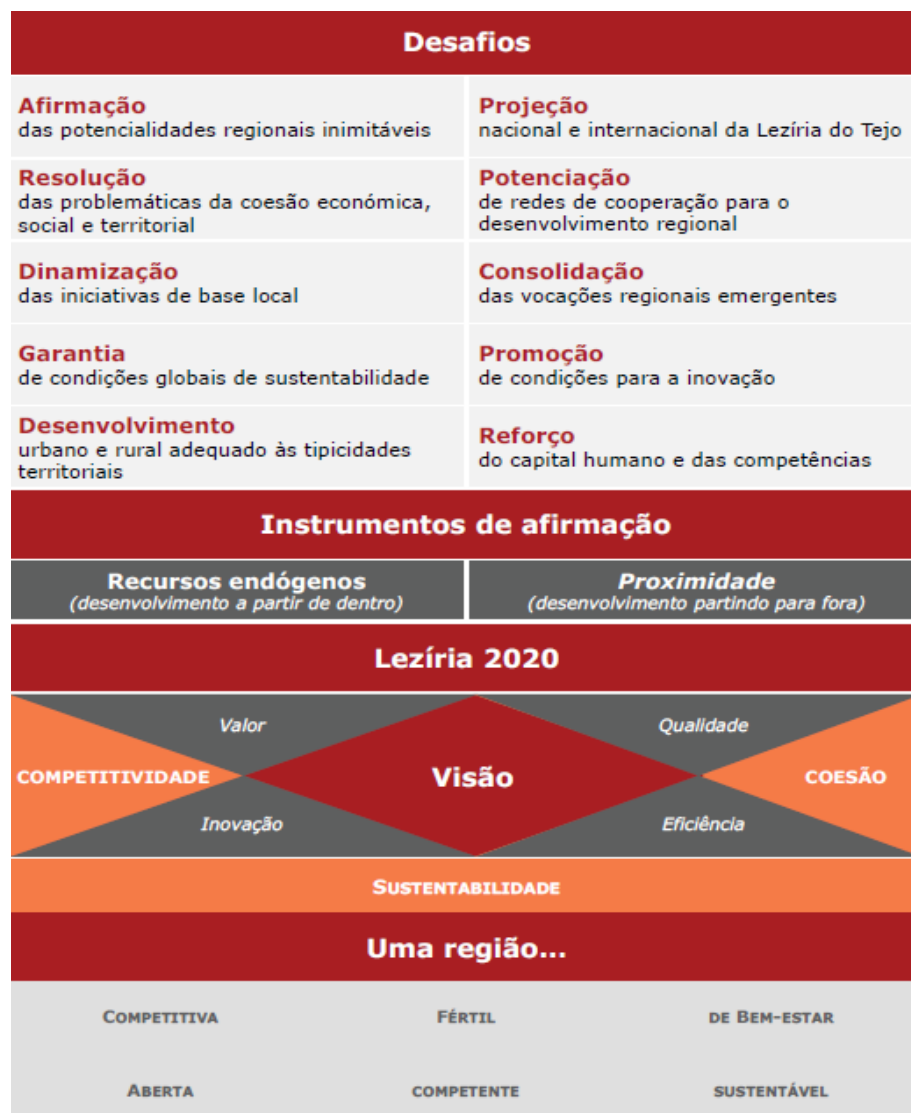 Desafios
Afirmação
das potencialidades regionais inimitáveis
Projeção
nacional e internacional da Lezíria do Tejo
Resolução
das problemáticas da coesão económica,
social e territorial
Potenciação
de redes de cooperação para o
desenvolvimento regional
Dinamização
das iniciativas de base local
Consolidação
das vocações regionais emergentes
Garantia
de condições globais de sustentabilidade
Promoção
de condições para a inovação
Desenvolvimento
urbano e rural adequado às tipicidades
territoriais
Reforço
do capital humano e das competências
Instrumentos de afirmação
Recursos endógenos
(desenvolvimento a partir de dentro)
Proximidade
(desenvolvimento partindo para fora)
Lezíria 2020
Valor
Qualidade
COMPETITIVIDADE
Visão
COESÃO
Inovação
Eficiência
SUSTENTABILIDADE
Uma região...
COMPETITIVA
FÉRTIL
DE BEM-ESTAR
ABERTA
COMPETENTE
SUSTENTÁVEL